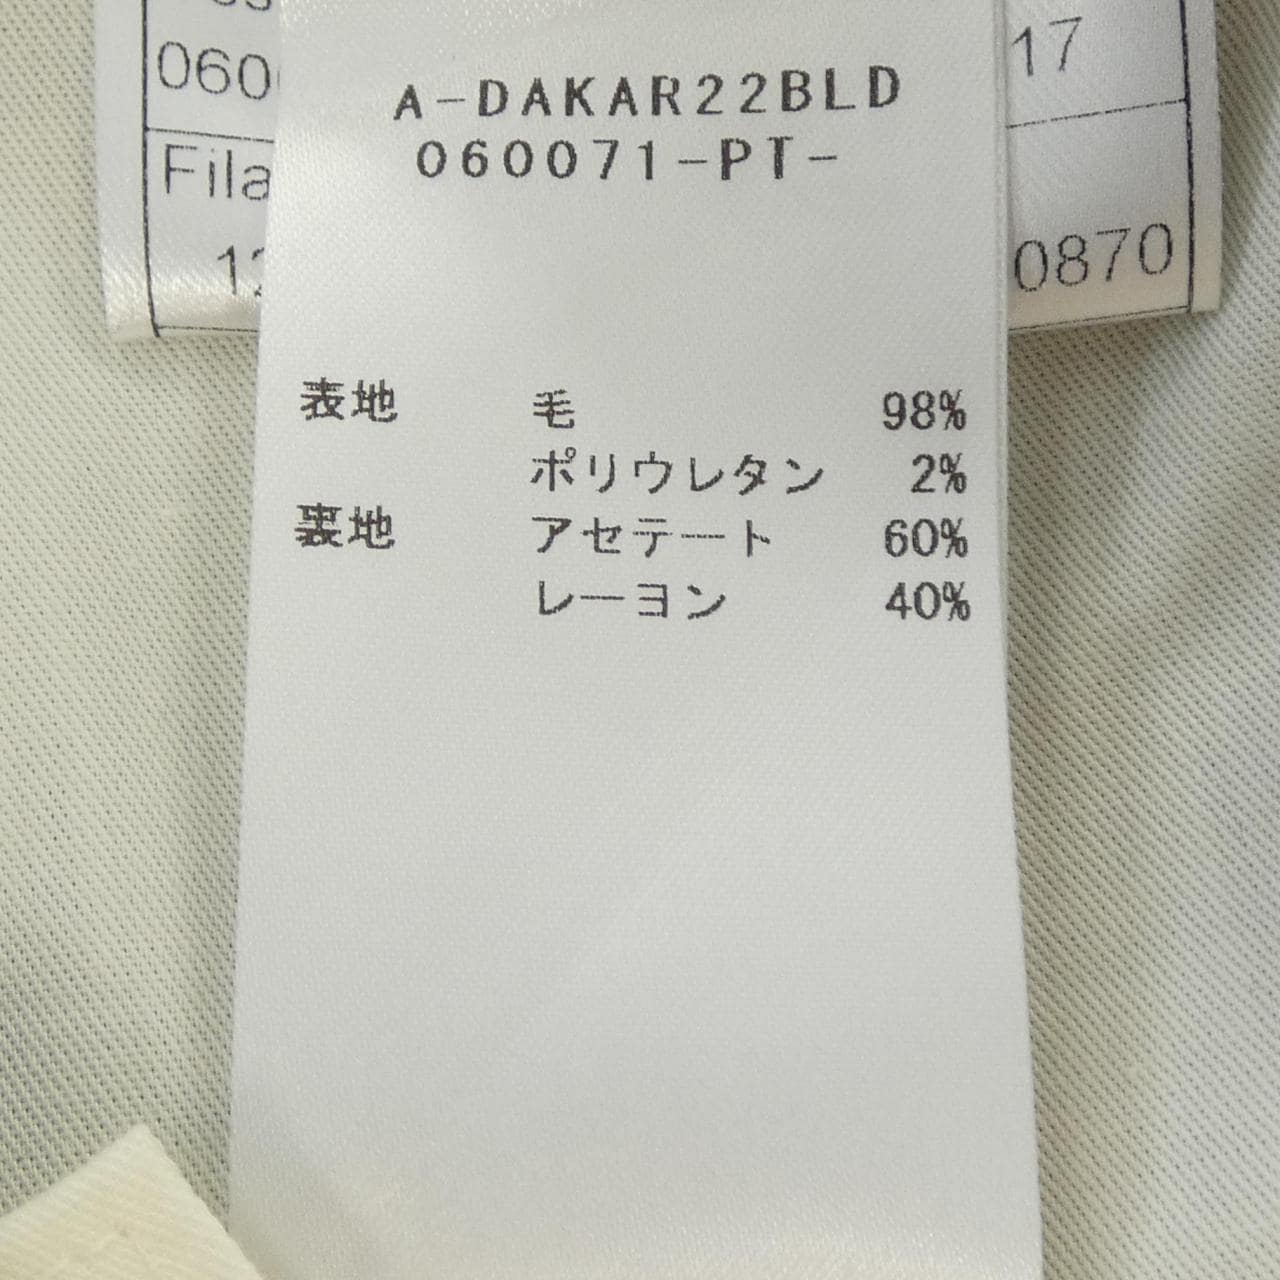 060
17
Fila
0870
A-DAKAR22BLD
060071-PT-
表地 毛 98%
ポリウレタン 2%
裏地 アセテート 60%
レーヨン 40%